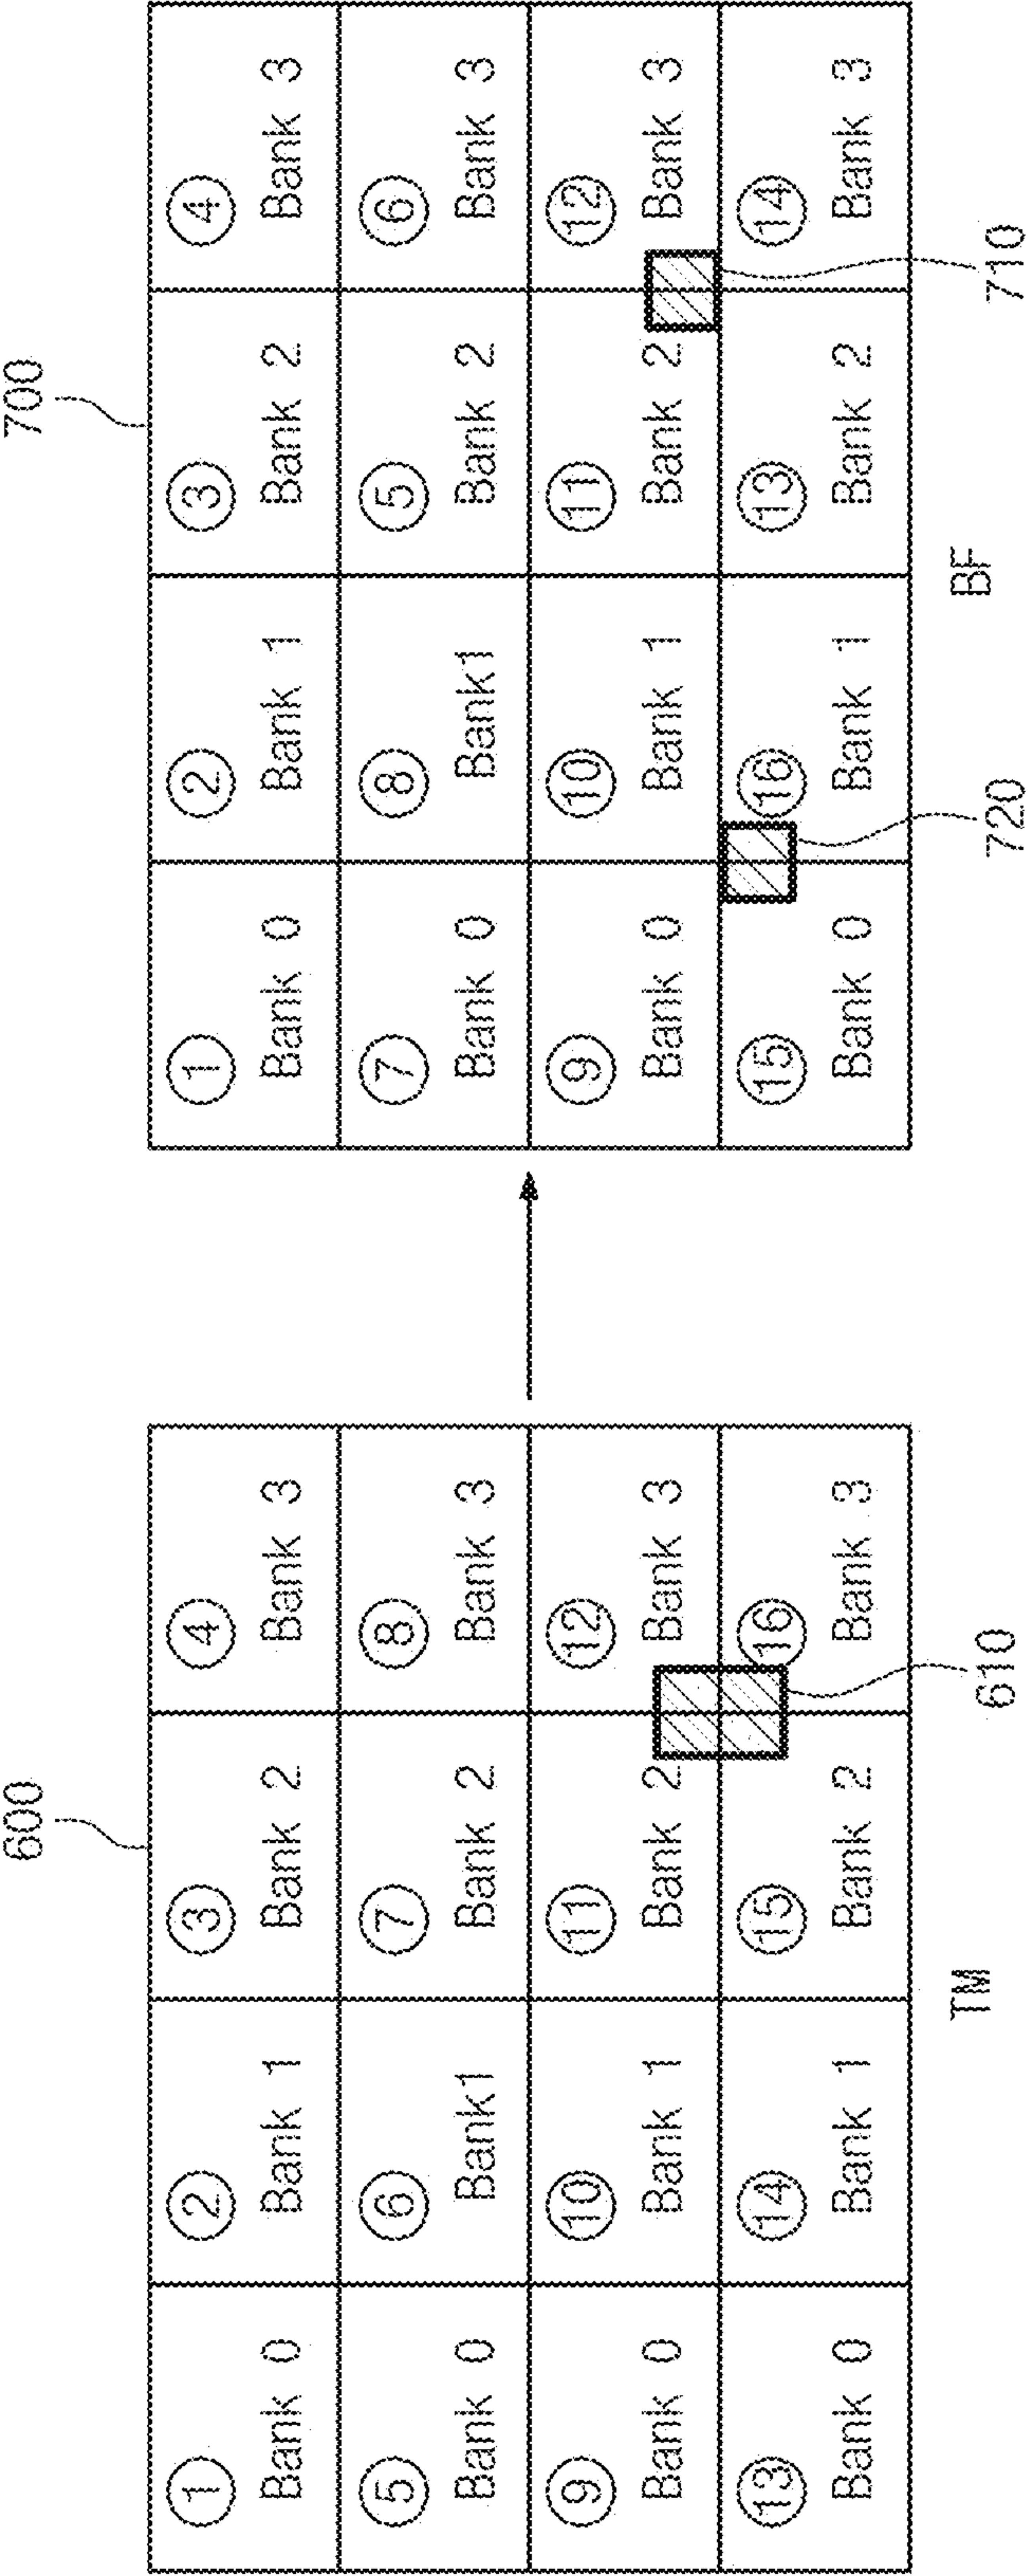 600
① ② ③ ④
Bank 0 Bank 1 Bank 2 Bank 3
⑤ ⑥ ⑦ ⑧
Bank 0 Bank1 Bank 2 Bank 3
⑨ ⑩ ⑪ ⑫
Bank 0 Bank 1 Bank 2 Bank 3
⑬ ⑭ ⑮ ⑯
Bank 0 Bank 1 Bank 2 Bank 3
TM
610
700
① ② ③ ④
Bank 0 Bank 1 Bank 2 Bank 3
⑦ ⑧ ⑤ ⑥
Bank 0 Bank1 Bank 2 Bank 3
⑨ ⑩ ⑪ ⑫
Bank 0 Bank 1 Bank 2 Bank 3
⑮ ⑯ ⑬ ⑭
Bank 0 Bank 1 Bank 2 Bank 3
BF
720
710